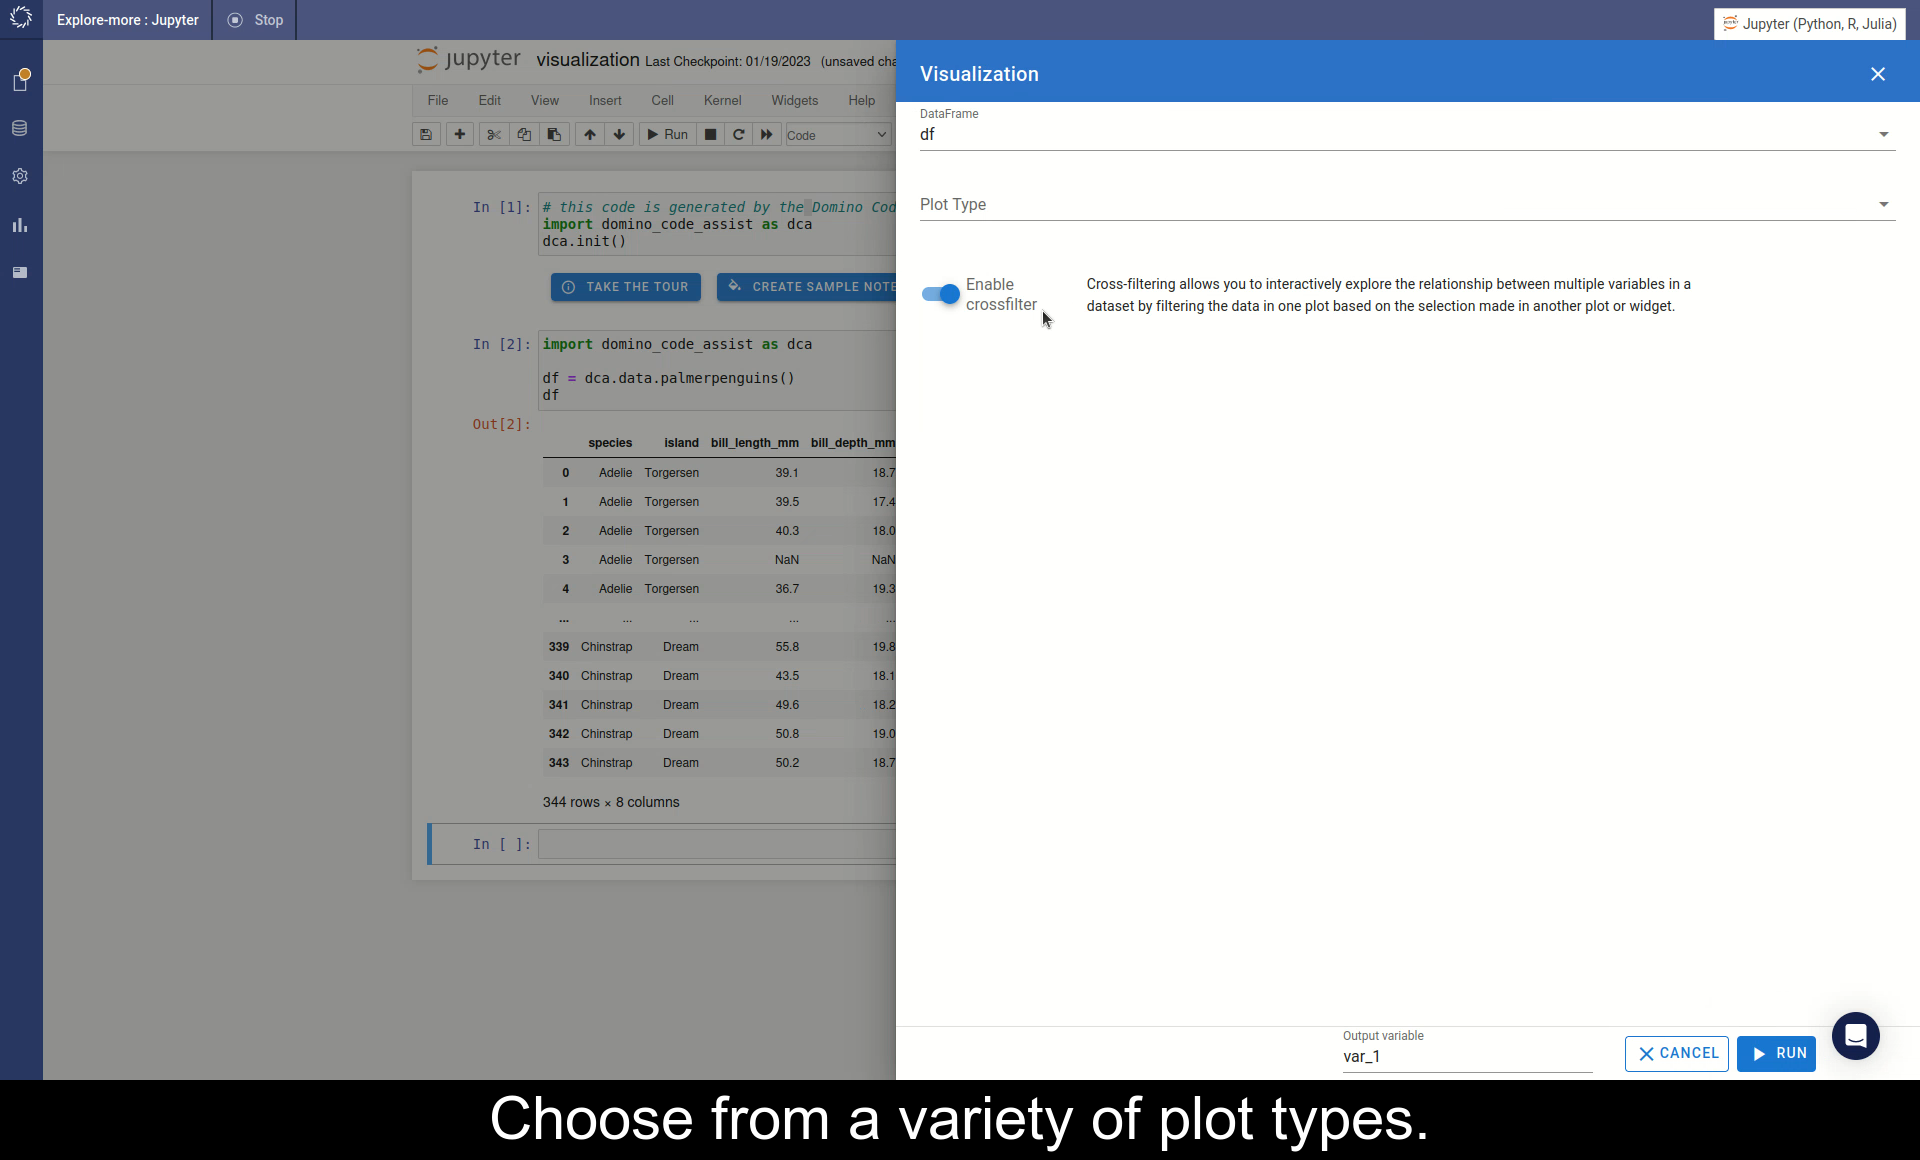 Explore-more : Jupyter
Stop
Jupyter (Python, R, Julia)
jupyter visualization Last Checkpoint: 01/19/2023 (unsaved cha
File Edit View Insert Cell Kernel Widgets Help
Run Code
In [1]: # this code is generated by the Domino Cod
import domino_code_assist as dca
dca.init()
TAKE THE TOUR CREATE SAMPLE NOTE
In [2]: import domino_code_assist as dca
df = dca.data.palmerpenguins()
df
Out[2]:
species island bill_length_mm bill_depth_mm
0 Adelie Torgersen 39.1 18.7
1 Adelie Torgersen 39.5 17.4
2 Adelie Torgersen 40.3 18.0
3 Adelie Torgersen NaN NaN
4 Adelie Torgersen 36.7 19.3
... ... ... ... ...
339 Chinstrap Dream 55.8 19.8
340 Chinstrap Dream 43.5 18.1
341 Chinstrap Dream 49.6 18.2
342 Chinstrap Dream 50.8 19.0
343 Chinstrap Dream 50.2 18.7
344 rows × 8 columns
In [ ]:
Visualization
DataFrame
df
Plot Type
Enable
crossfilter
Cross-filtering allows you to interactively explore the relationship between multiple variables in a
dataset by filtering the data in one plot based on the selection made in another plot or widget.
Output variable
var_1
CANCEL
RUN
Choose from a variety of plot types.